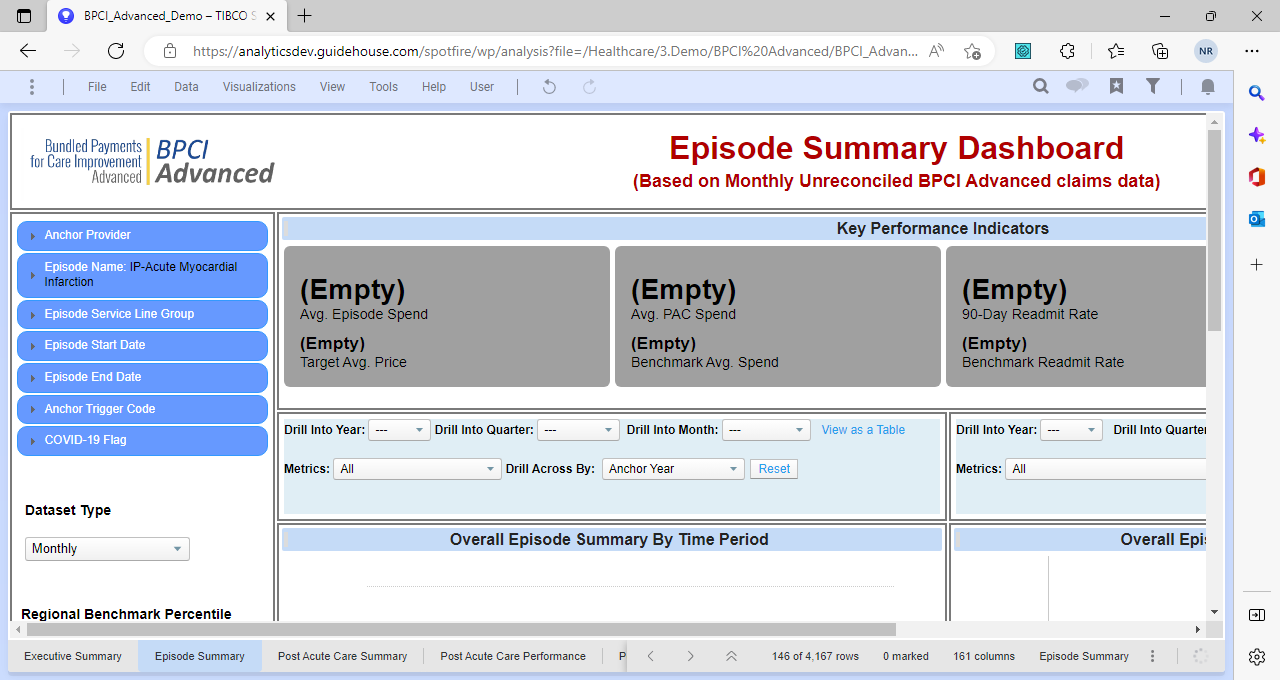 BPCI_Advanced_Demo – TIBCO S
https://analyticsdev.guidehouse.com/spotfire/wp/analysis?file=/Healthcare/3.Demo/BPCI%20Advanced/BPCI_Advan...
NR
File Edit Data Visualizations View Tools Help User
Bundled Payments
for Care Improvement
Advanced
BPCI
Advanced
Episode Summary Dashboard
(Based on Monthly Unreconciled BPCI Advanced claims data)
Anchor Provider
Episode Name: IP-Acute Myocardial
Infarction
Episode Service Line Group
Episode Start Date
Episode End Date
Anchor Trigger Code
COVID-19 Flag
Dataset Type
Monthly
Regional Benchmark Percentile
Key Performance Indicators
(Empty)
Avg. Episode Spend
(Empty)
Target Avg. Price
(Empty)
Avg. PAC Spend
(Empty)
Benchmark Avg. Spend
(Empty)
90-Day Readmit Rate
(Empty)
Benchmark Readmit Rate
Drill Into Year: --- Drill Into Quarter: --- Drill Into Month: --- View as a Table
Metrics: All Drill Across By: Anchor Year Reset
Drill Into Year: --- Drill Into Quarter
Metrics: All
Overall Episode Summary By Time Period
Overall Epi
Executive Summary Episode Summary Post Acute Care Summary Post Acute Care Performance P
146 of 4,167 rows 0 marked 161 columns Episode Summary